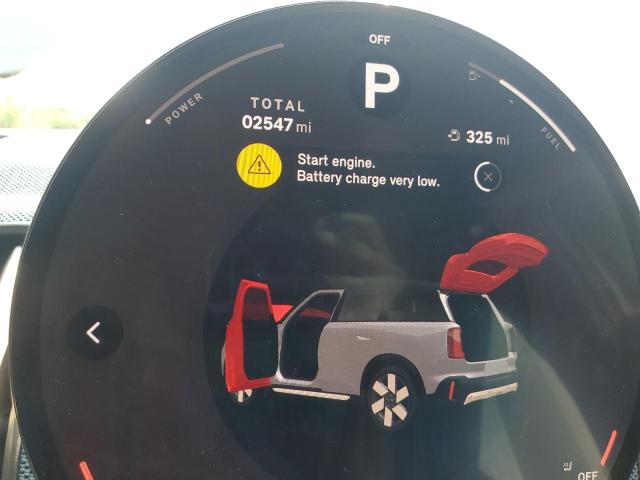 OFF
P
POWER
TOTAL
02547 mi
325 mi
FUEL
Start engine.
Battery charge very low.
OFF